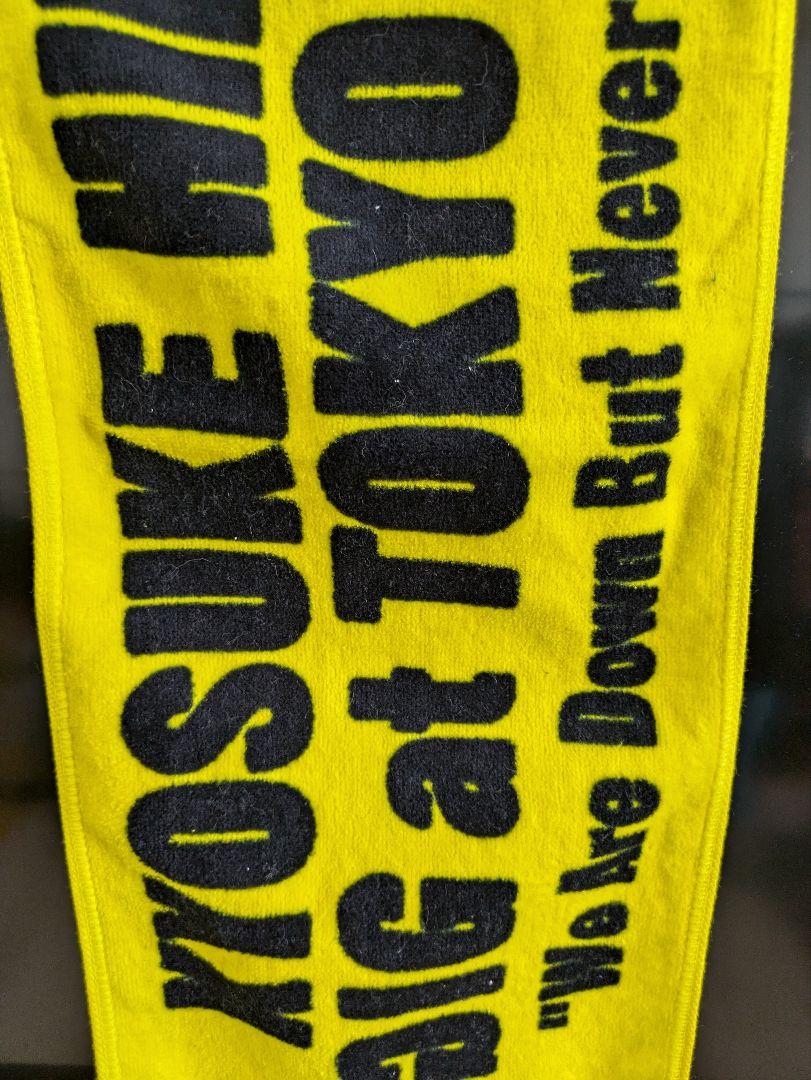 KYOSUKE
GIG at TOKYO
"We Are Down But Never